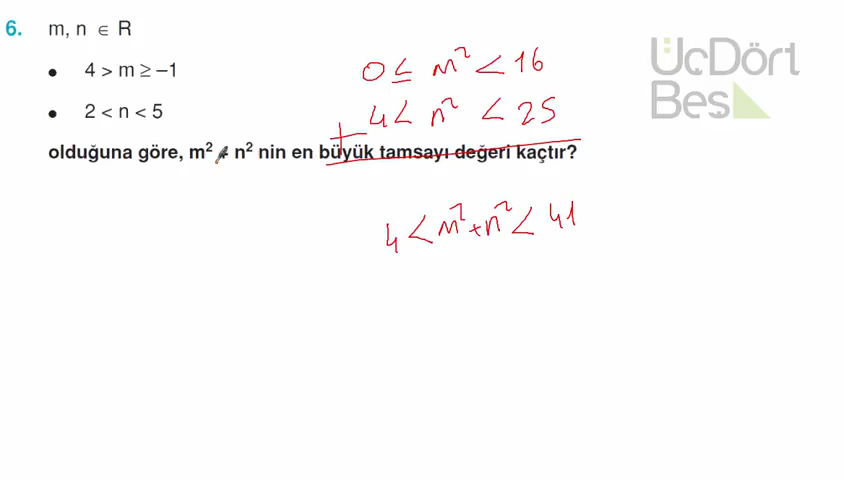 6. m, n ∈ R
• 4 > m ≥ –1
• 2 < n < 5
olduğuna göre, m² + n² nin en büyük tamsayı değeri kaçtır?
0 ≤ m² < 16
+ 4 < n² < 25
4 < m² + n² < 41
ÜçDört
Beş